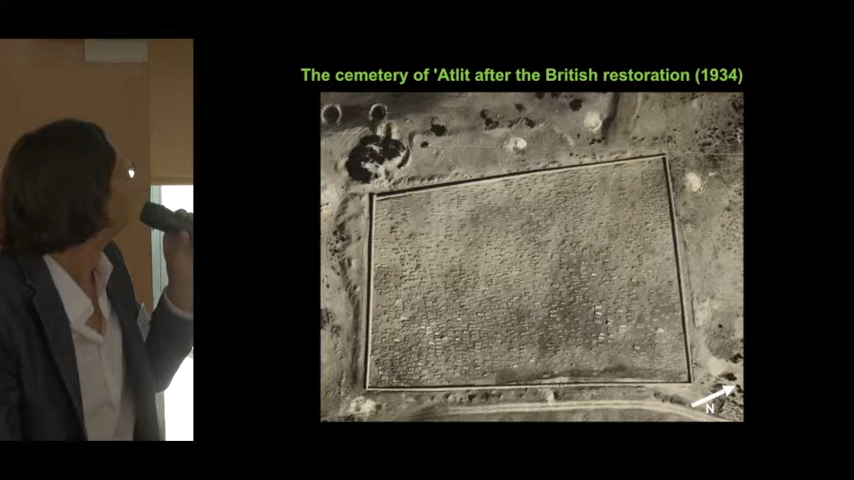 The cemetery of 'Atlit after the British restoration (1934)
N